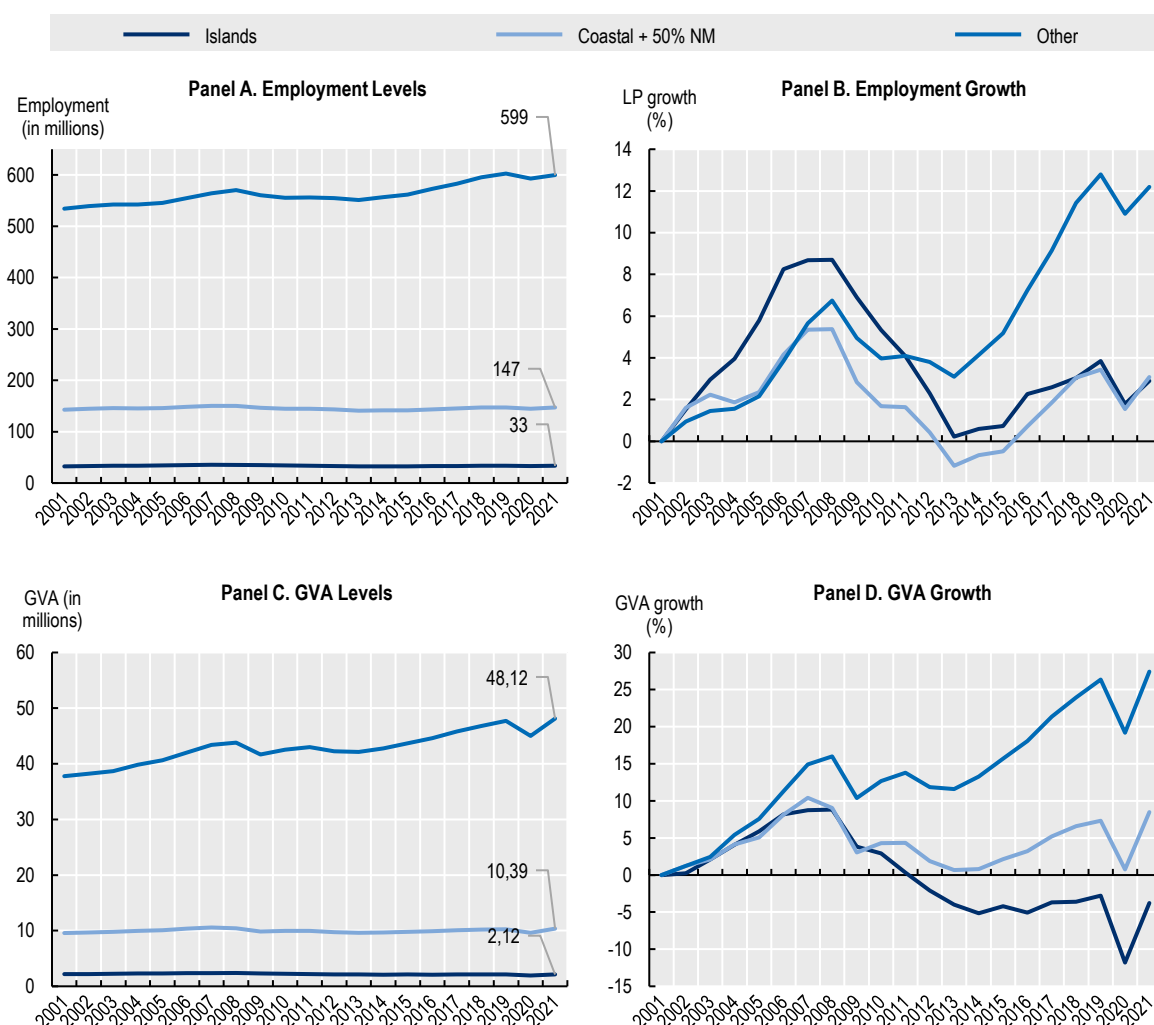 Islands
Coastal + 50% NM
Other
Panel A. Employment Levels
Employment
(in millions)
599
147
33
600
500
400
300
200
100
0
2001 2002 2003 2004 2005 2006 2007 2008 2009 2010 2011 2012 2013 2014 2015 2016 2017 2018 2019 2020 2021
Panel B. Employment Growth
LP growth
(%)
14
12
10
8
6
4
2
0
-2
2001 2002 2003 2004 2005 2006 2007 2008 2009 2010 2011 2012 2013 2014 2015 2016 2017 2018 2019 2020 2021
Panel C. GVA Levels
GVA (in
millions)
48,12
10,39
2,12
60
50
40
30
20
10
0
2001 2002 2003 2004 2005 2006 2007 2008 2009 2010 2011 2012 2013 2014 2015 2016 2017 2018 2019 2020 2021
Panel D. GVA Growth
GVA growth
(%)
30
25
20
15
10
5
0
-5
-10
-15
2001 2002 2003 2004 2005 2006 2007 2008 2009 2010 2011 2012 2013 2014 2015 2016 2017 2018 2019 2020 2021